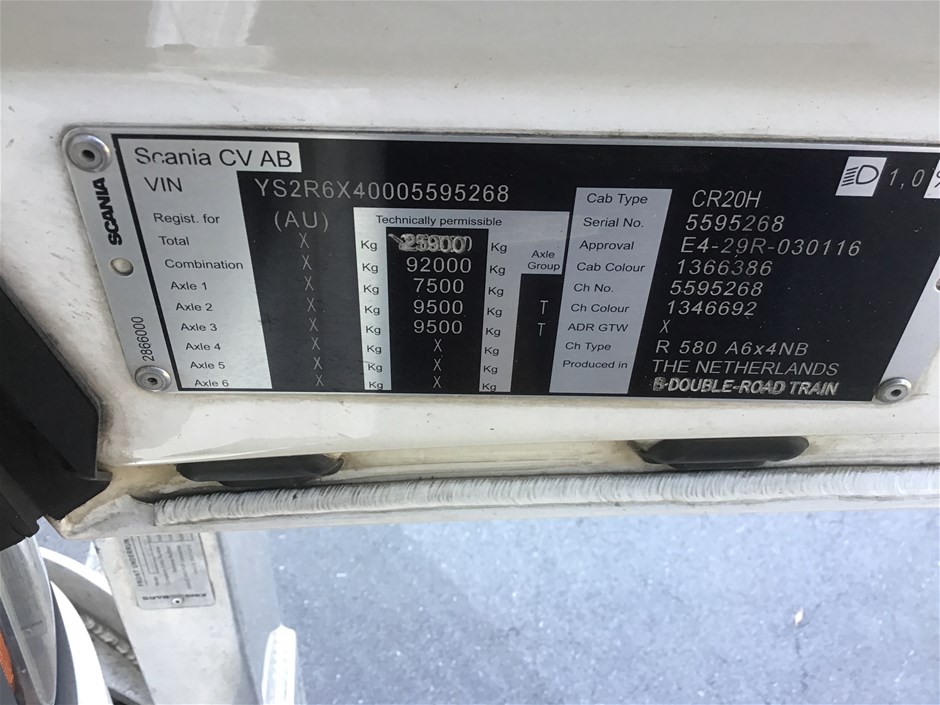 Scania CV AB
VIN YS2R6X40005595268
Regist. for (AU) Technically permissible
Total X Kg Kg
Combination X Kg 92000 Kg Axle Group
Axle 1 X Kg 7500 Kg
Axle 2 X Kg 9500 Kg T
Axle 3 X Kg 9500 Kg T
Axle 4 X Kg X Kg
Axle 5 X Kg X Kg
Axle 6 X Kg X Kg
Cab Type CR20H
Serial No. 5595268
Approval E4-29R-030116
Cab Colour 1366386
Ch No. 5595268
Ch Colour 1346692
ADR GTW X
Ch Type R 580 A6x4NB
Produced in THE NETHERLANDS
B-DOUBLE-ROAD TRAIN
1,0 %
SCANIA
2866000